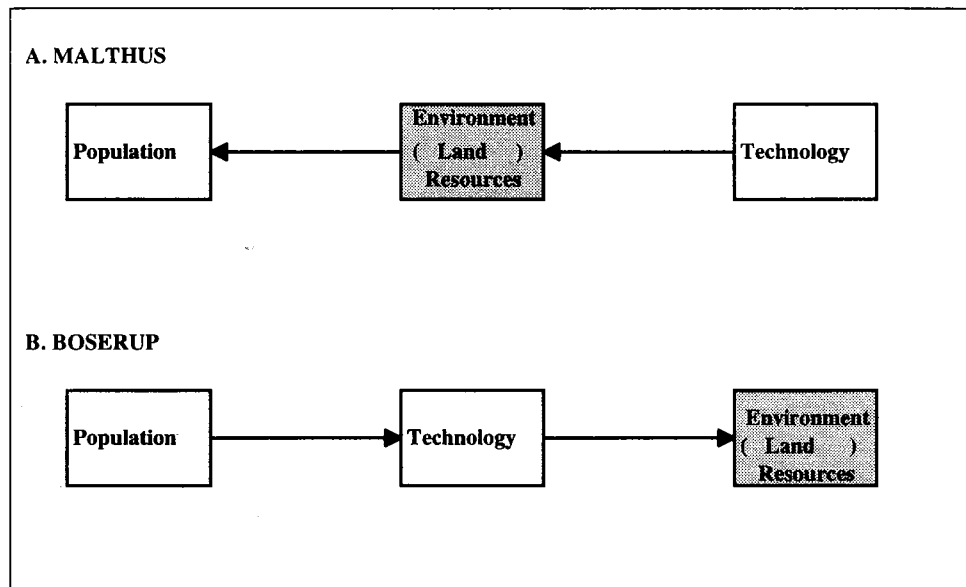 A. MALTHUS
Population
Environment
( Land )
Resources
Technology
B. BOSERUP
Population
Technology
Environment
( Land )
Resources